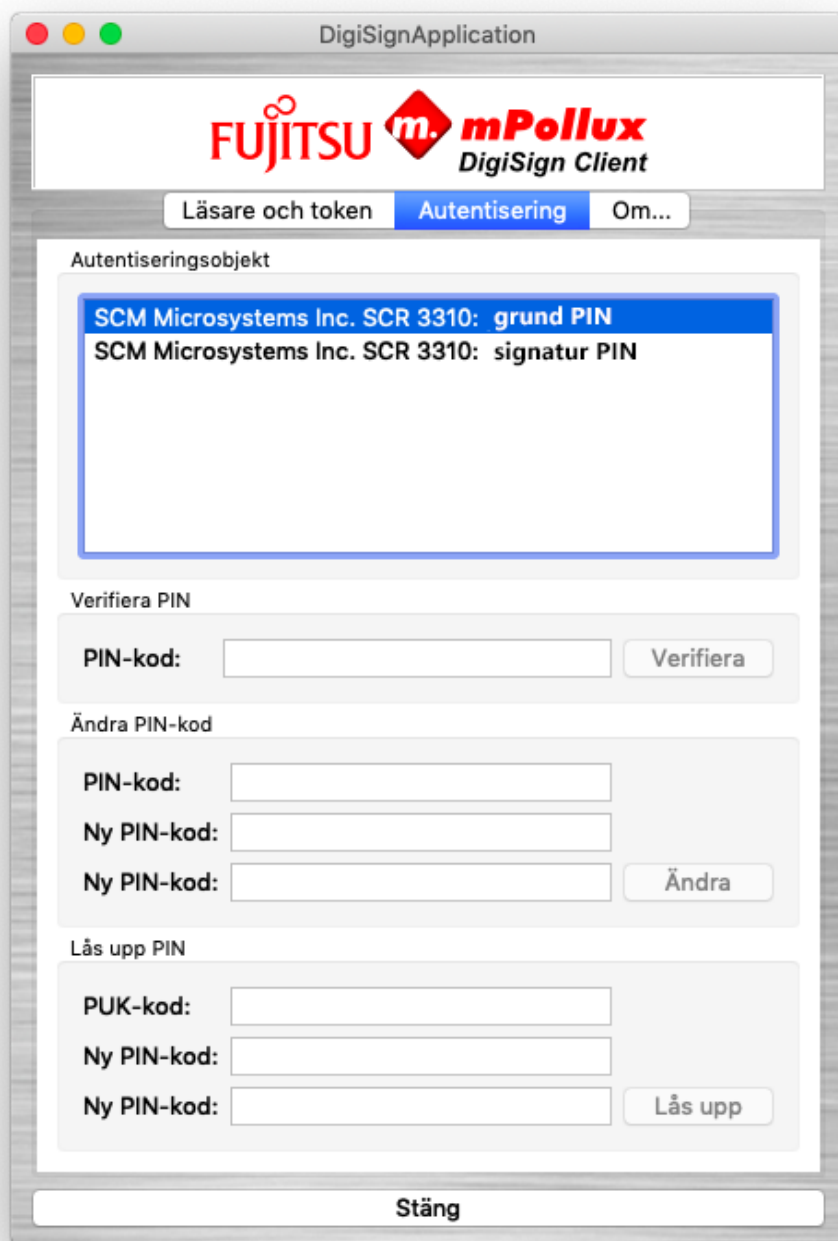 DigiSignApplication
FUJITSU m. mPollux
DigiSign Client
Läsare och token Autentisering Om...
Autentiseringsobjekt
SCM Microsystems Inc. SCR 3310: grund PIN
SCM Microsystems Inc. SCR 3310: signatur PIN
Verifiera PIN
PIN-kod: Verifiera
Ändra PIN-kod
PIN-kod:
Ny PIN-kod:
Ny PIN-kod: Ändra
Lås upp PIN
PUK-kod:
Ny PIN-kod:
Ny PIN-kod: Lås upp
Stäng